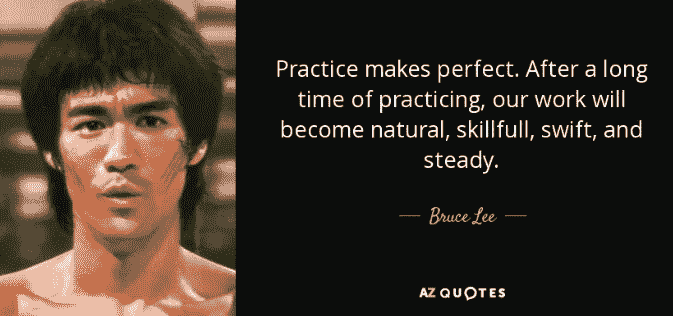 Practice makes perfect. After a long
time of practicing, our work will
become natural, skillfull, swift, and
steady.
Bruce Lee
AZ QUOTES